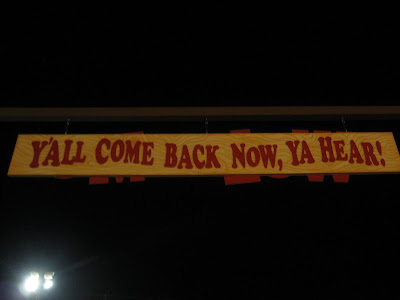 Y'ALL COME BACK NOW, YA HEAR!